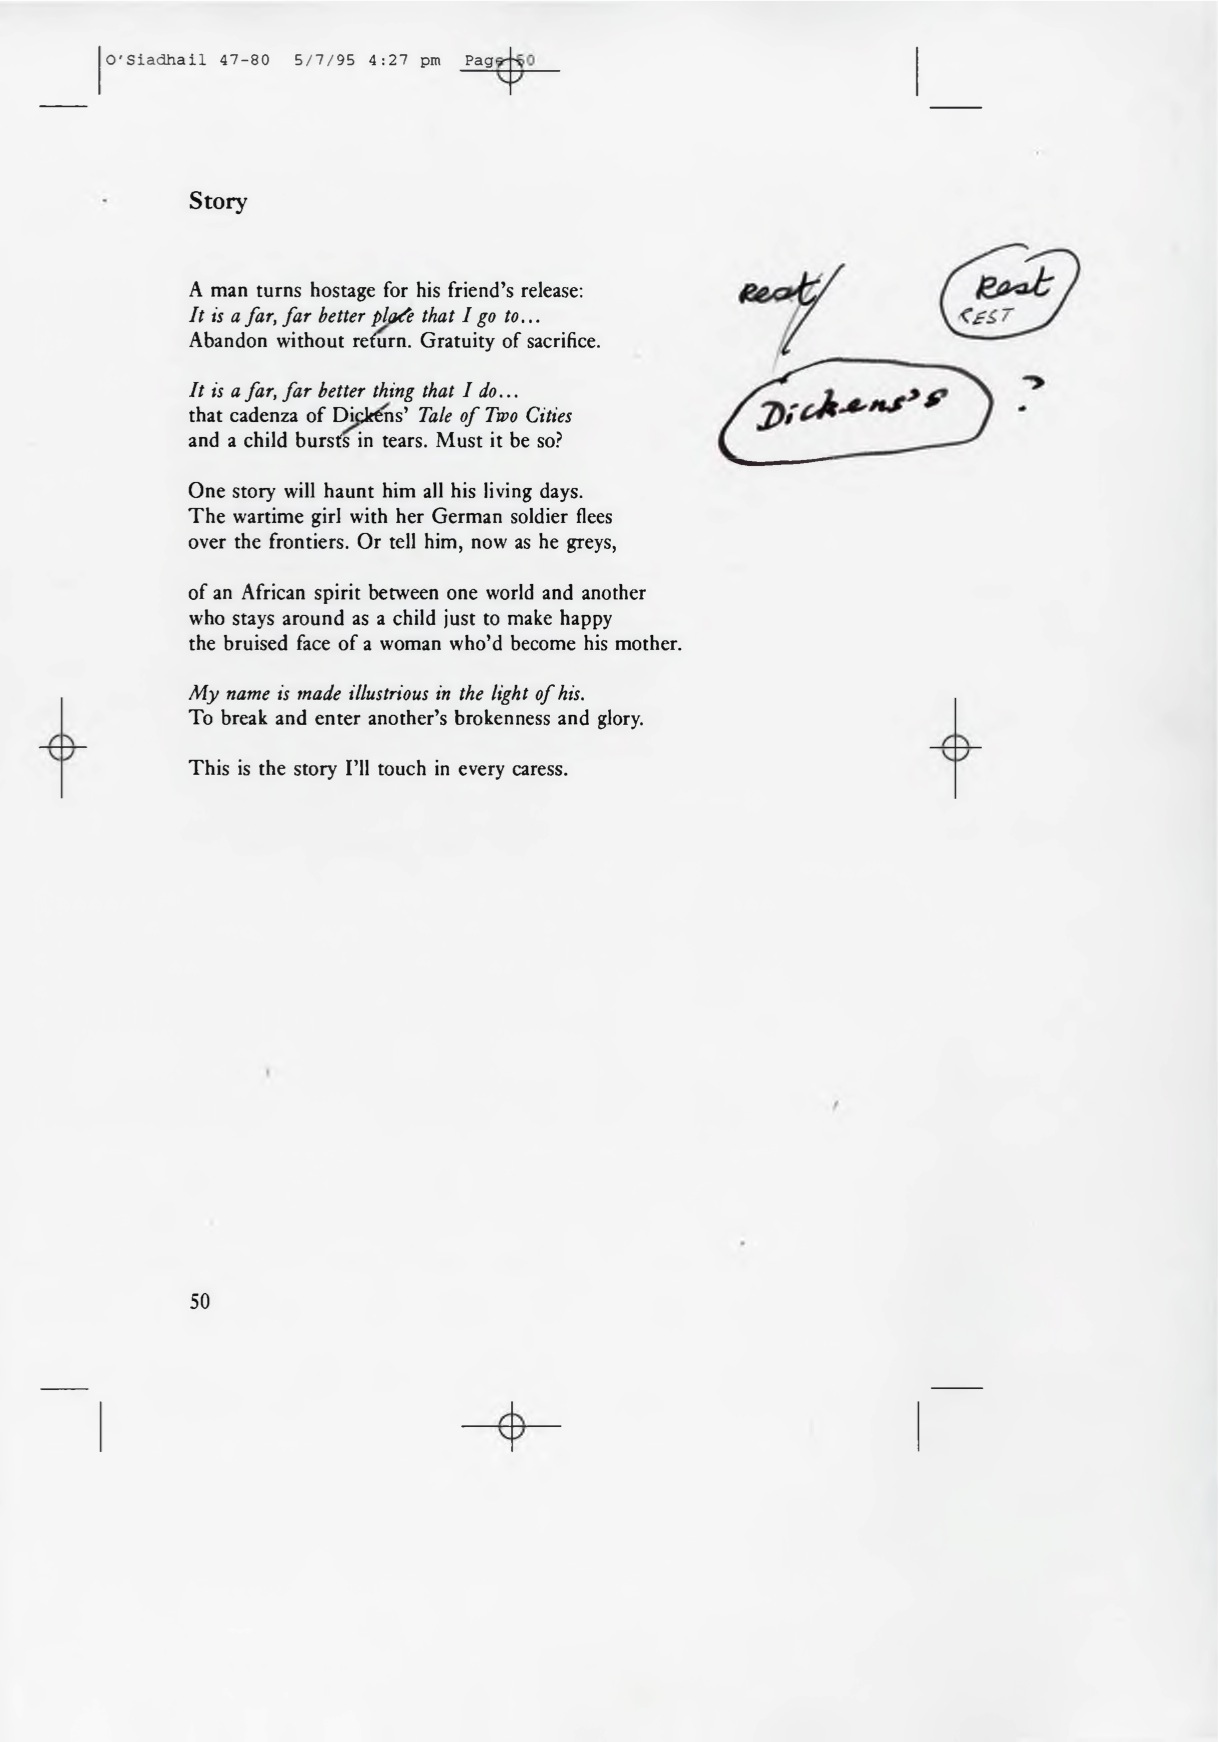 O'Siadhail 47-80 5/7/95 4:27 pm Page 50
Story
A man turns hostage for his friend's release:
It is a far, far better place that I go to...
Abandon without return. Gratuity of sacrifice.
rest/
Rest
REST
It is a far, far better thing that I do...
that cadenza of Dickens' Tale of Two Cities
and a child bursts in tears. Must it be so?
Dickens's ?
One story will haunt him all his living days.
The wartime girl with her German soldier flees
over the frontiers. Or tell him, now as he greys,
of an African spirit between one world and another
who stays around as a child just to make happy
the bruised face of a woman who'd become his mother.
My name is made illustrious in the light of his.
To break and enter another's brokenness and glory.
This is the story I'll touch in every caress.
50